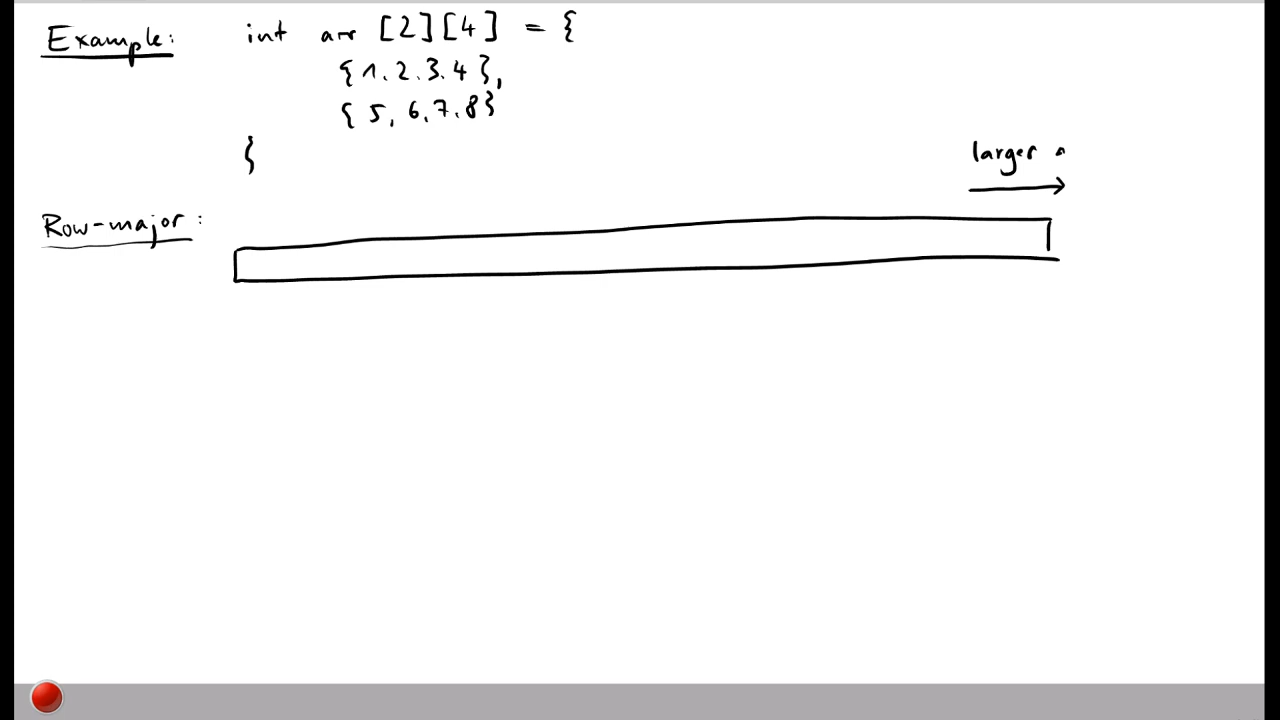 Example: int arr [2][4] = {
{1.2.3.4},
{ 5, 6,7.8}
{
larger
Row-major: